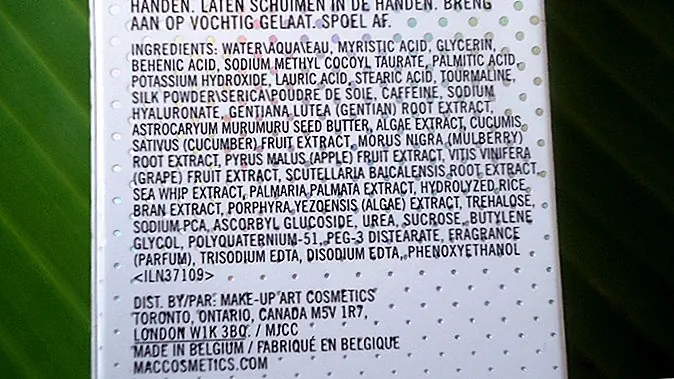 HANDEN. LATEN SCHUIMEN IN DE HANDEN. BRENG
AAN OP VOCHTIG GELAAT. SPOEL AF.
INGREDIENTS: WATER\AQUA\EAU, MYRISTIC ACID, GLYCERIN,
BEHENIC ACID, SODIUM METHYL COCOYL TAURATE, PALMITIC ACID,
POTASSIUM HYDROXIDE, LAURIC ACID, STEARIC ACID, TOURMALINE,
SILK POWDER\SERICA\POUDRE DE SOIE, CAFFEINE, SODIUM
HYALURONATE, GENTIANA LUTEA (GENTIAN) ROOT EXTRACT,
ASTROCARYUM MURUMURU SEED BUTTER, ALGAE EXTRACT, CUCUMIS
SATIVUS (CUCUMBER) FRUIT EXTRACT, MORUS NIGRA (MULBERRY)
ROOT EXTRACT, PYRUS MALUS (APPLE) FRUIT EXTRACT, VITIS VINIFERA
(GRAPE) FRUIT EXTRACT, SCUTELLARIA BAICALENSIS ROOT EXTRACT,
SEA WHIP EXTRACT, PALMARIA PALMATA EXTRACT, HYDROLYZED RICE
BRAN EXTRACT, PORPHYRA YEZOENSIS (ALGAE) EXTRACT, TREHALOSE,
SODIUM PCA, ASCORBYL GLUCOSIDE, UREA, SUCROSE, BUTYLENE
GLYCOL, POLYQUATERNIUM-51, PEG-3 DISTEARATE, FRAGRANCE
(PARFUM), TRISODIUM EDTA, DISODIUM EDTA, PHENOXYETHANOL
<ILN37109>
DIST. BY/PAR: MAKE-UP ART COSMETICS
TORONTO, ONTARIO, CANADA M5V 1R7,
LONDON W1K 3BQ. / MJCC
MADE IN BELGIUM / FABRIQUÉ EN BELGIQUE
MACCOSMETICS.COM